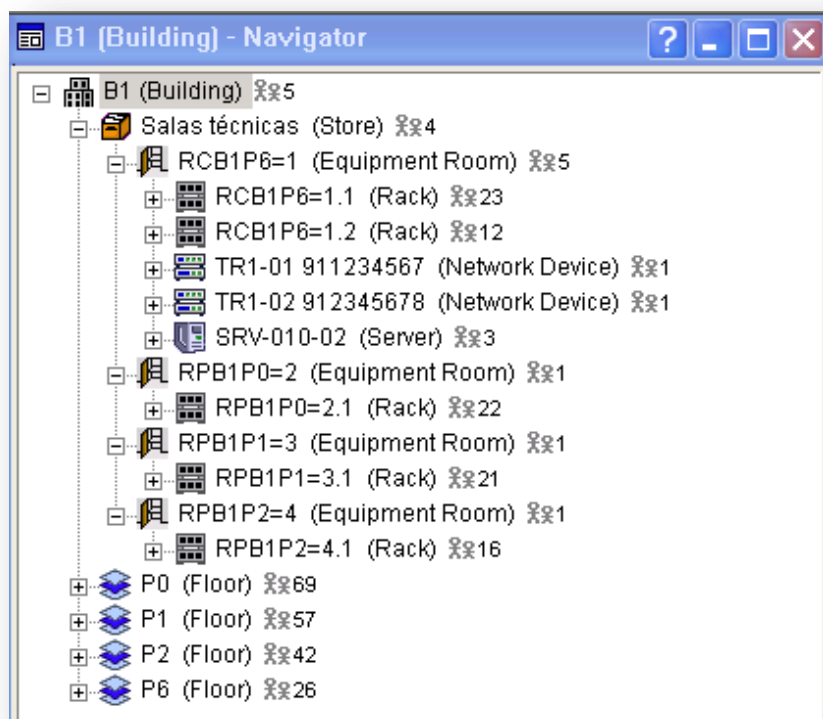 B1 (Building) - Navigator
B1 (Building) 5
Salas técnicas (Store) 4
RCB1P6=1 (Equipment Room) 5
RCB1P6=1.1 (Rack) 23
RCB1P6=1.2 (Rack) 12
TR1-01 911234567 (Network Device) 1
TR1-02 912345678 (Network Device) 1
SRV-010-02 (Server) 3
RPB1P0=2 (Equipment Room) 1
RPB1P0=2.1 (Rack) 22
RPB1P1=3 (Equipment Room) 1
RPB1P1=3.1 (Rack) 21
RPB1P2=4 (Equipment Room) 1
RPB1P2=4.1 (Rack) 16
P0 (Floor) 69
P1 (Floor) 57
P2 (Floor) 42
P6 (Floor) 26